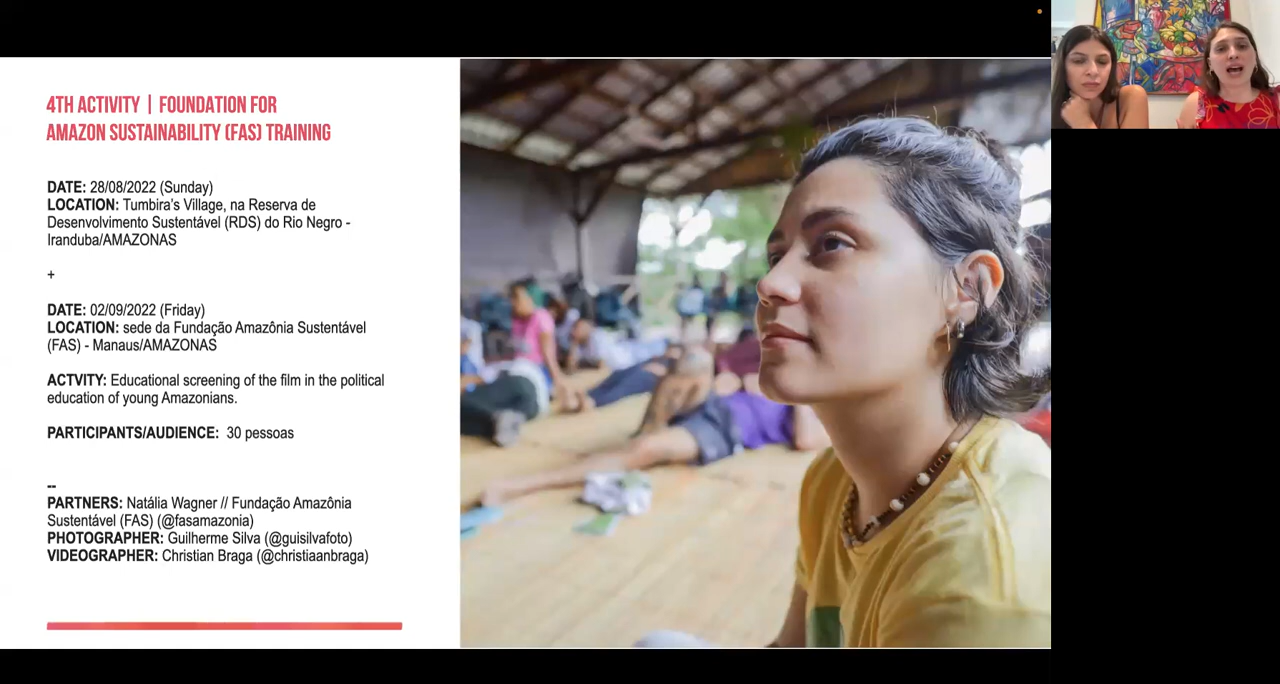 4TH ACTIVITY | FOUNDATION FOR
AMAZON SUSTAINABILITY (FAS) TRAINING
DATE: 28/08/2022 (Sunday)
LOCATION: Tumbira's Village, na Reserva de
Desenvolvimento Sustentável (RDS) do Rio Negro -
Iranduba/AMAZONAS
+
DATE: 02/09/2022 (Friday)
LOCATION: sede da Fundação Amazônia Sustentável
(FAS) - Manaus/AMAZONAS
ACTVITY: Educational screening of the film in the political
education of young Amazonians.
PARTICIPANTS/AUDIENCE: 30 pessoas
--
PARTNERS: Natália Wagner // Fundação Amazônia
Sustentável (FAS) (@fasamazonia)
PHOTOGRAPHER: Guilherme Silva (@guisilvafoto)
VIDEOGRAPHER: Christian Braga (@christiaanbraga)